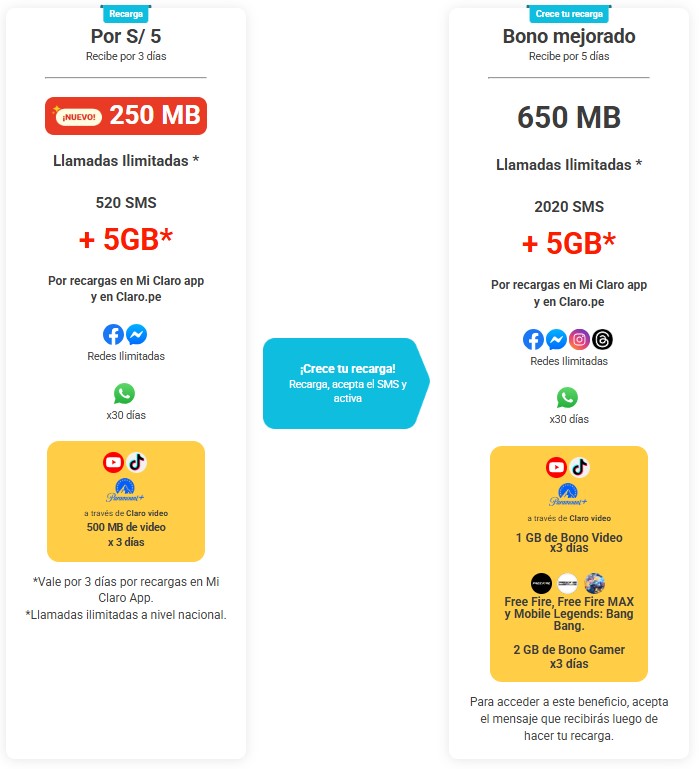 Recarga
Por S/ 5
Recibe por 3 días
¡NUEVO! 250 MB
Llamadas Ilimitadas *
520 SMS
+ 5GB*
Por recargas en Mi Claro app
y en Claro.pe
Redes Ilimitadas
x30 días
Paramount+
a través de Claro video
500 MB de video
x 3 días
*Vale por 3 días por recargas en Mi
Claro App.
*Llamadas ilimitadas a nivel nacional.
¡Crece tu recarga!
Recarga, acepta el SMS y
activa
Crece tu recarga
Bono mejorado
Recibe por 5 días
650 MB
Llamadas Ilimitadas *
2020 SMS
+ 5GB*
Por recargas en Mi Claro app
y en Claro.pe
Redes Ilimitadas
x30 días
Paramount+
a través de Claro video
1 GB de Bono Video
x3 días
FREE FIRE
Free Fire, Free Fire MAX
y Mobile Legends: Bang
Bang.
2 GB de Bono Gamer
x3 días
Para acceder a este beneficio, acepta
el mensaje que recibirás luego de
hacer tu recarga.